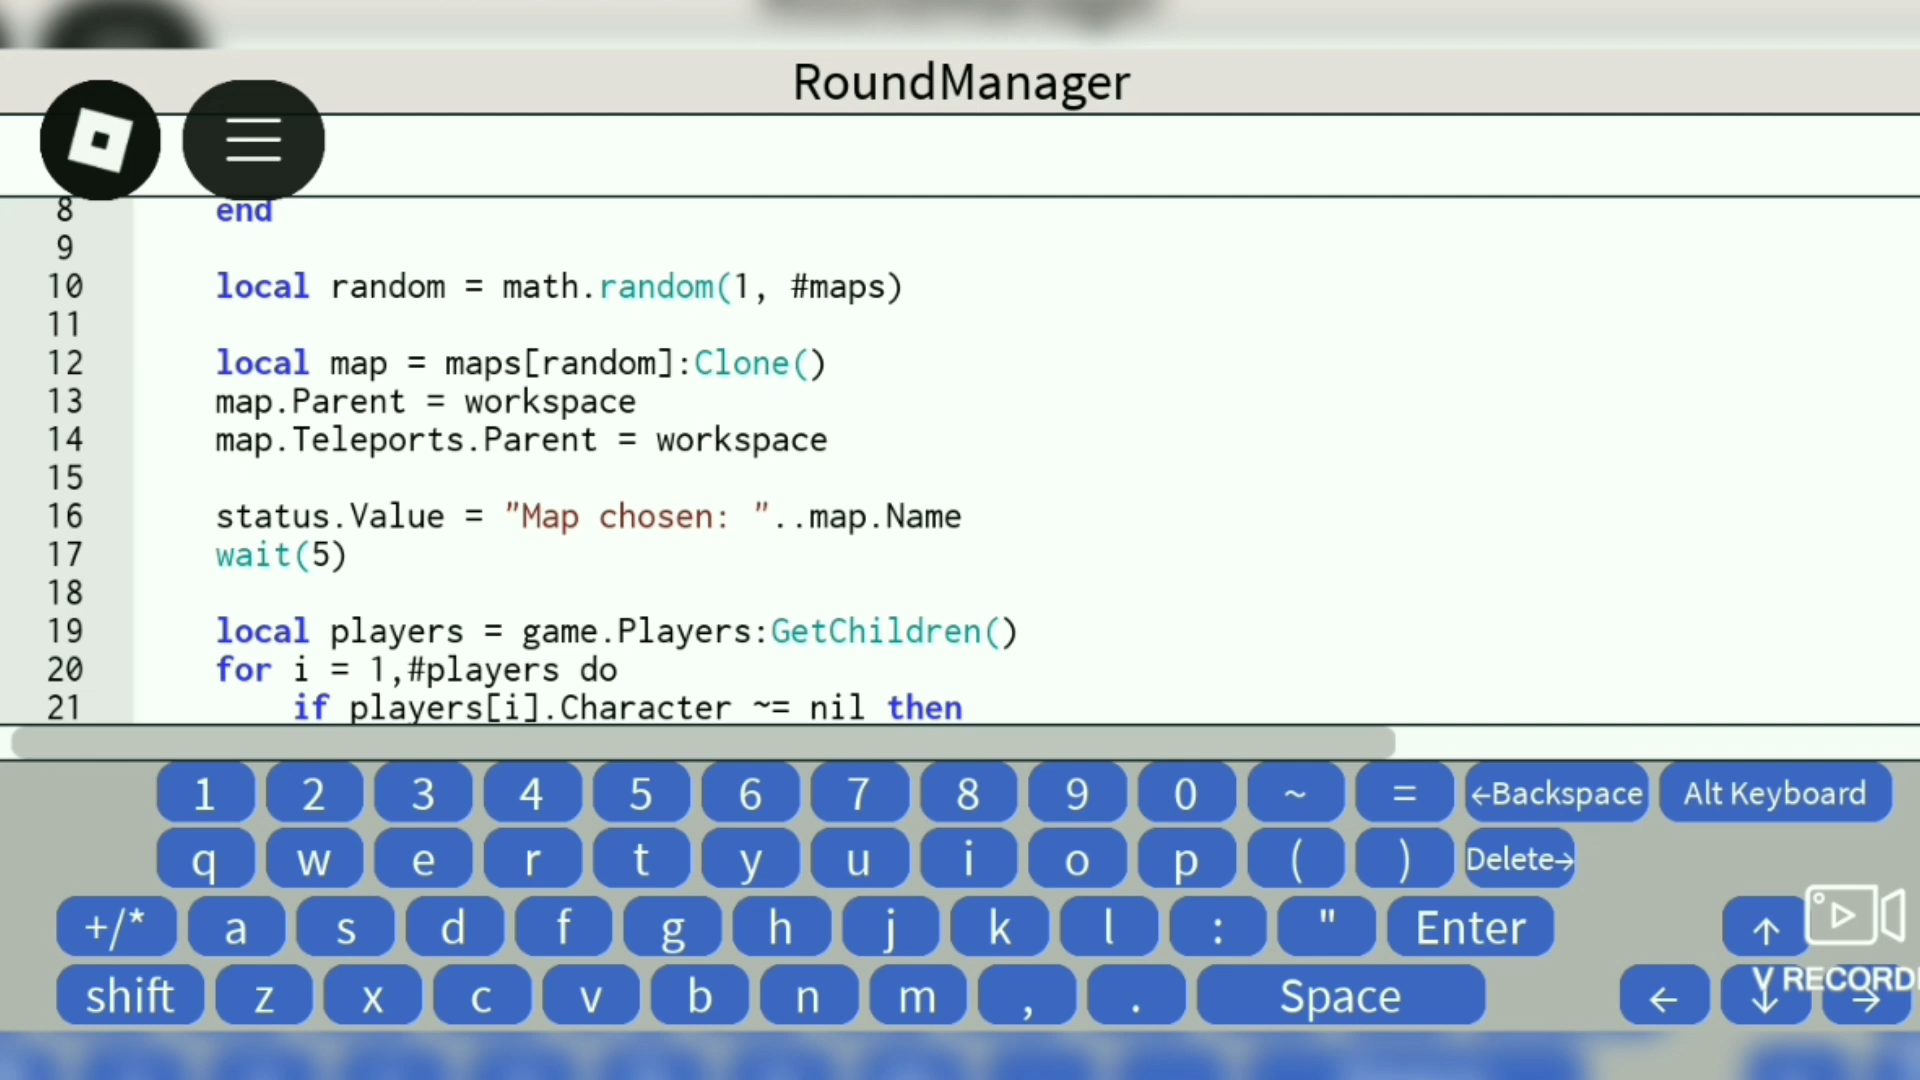 RoundManager
8 end
9
10 local random = math.random(1, #maps)
11
12 local map = maps[random]:Clone()
13 map.Parent = workspace
14 map.Teleports.Parent = workspace
15
16 status.Value = "Map chosen: "..map.Name
17 wait(5)
18
19 local players = game.Players:GetChildren()
20 for i = 1,#players do
21 if players[i].Character ~= nil then
1 2 3 4 5 6 7 8 9 0 ~ = ←Backspace Alt Keyboard
q w e r t y u i o p ( ) Delete→
+/* a s d f g h j k l : " Enter ↑
shift z x c v b n m , . Space ← ↓ →
V RECORDE